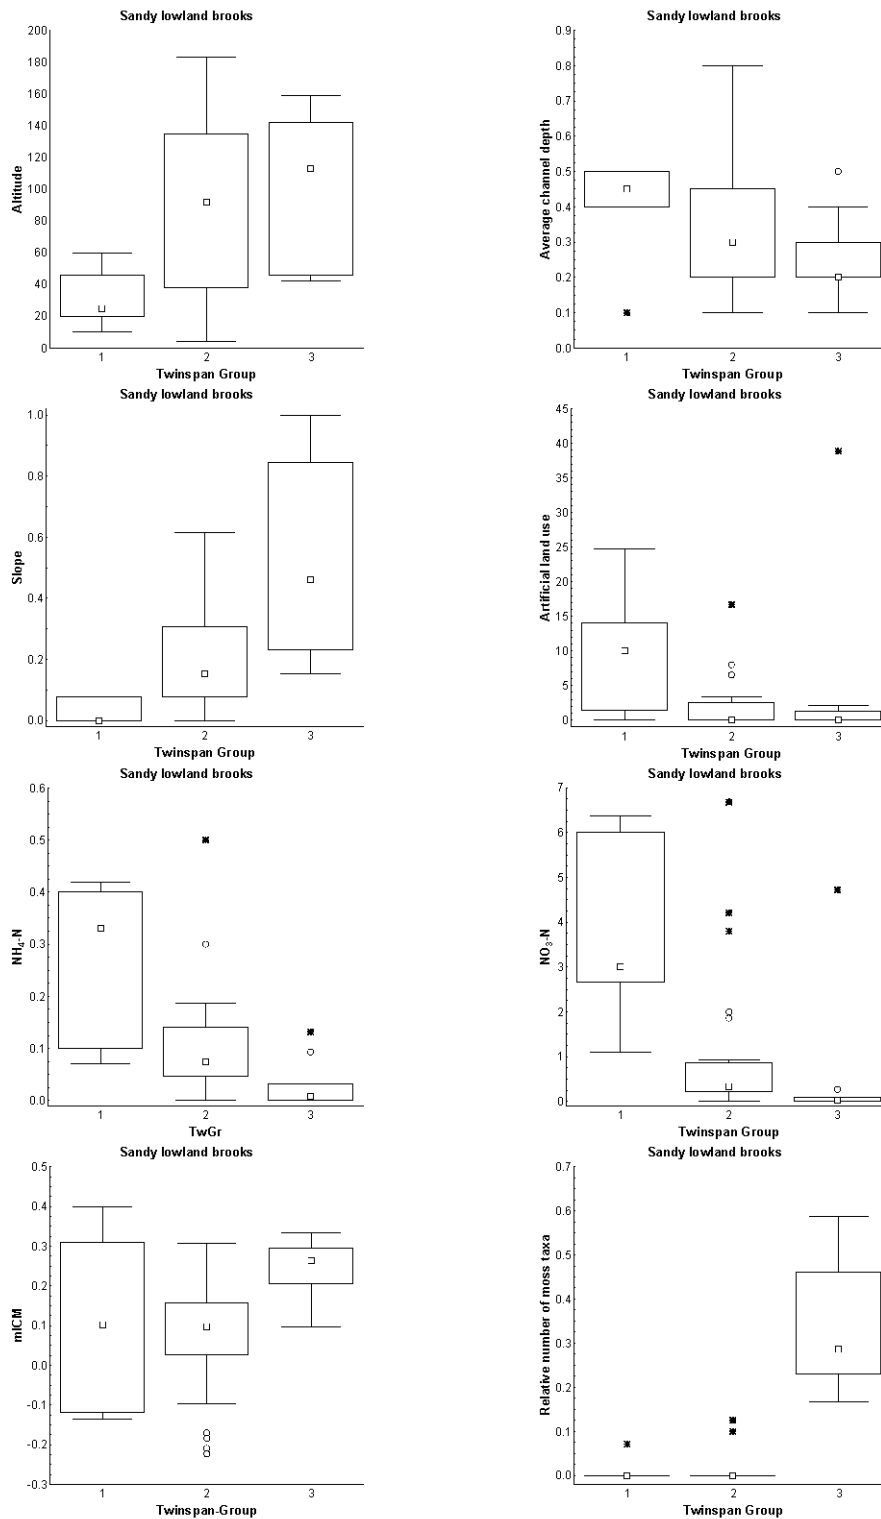 Sandy lowland brooks
200
180
160
140
120
100
80
60
40
20
0
Altitude
1 2 3
Twinspan Group
Sandy lowland brooks
0.9
0.8
0.7
0.6
0.5
0.4
0.3
0.2
0.1
0.0
Average channel depth
1 2 3
Twinspan Group
Sandy lowland brooks
1.0
0.8
0.6
0.4
0.2
0.0
Slope
1 2 3
Twinspan Group
Sandy lowland brooks
45
40
35
30
25
20
15
10
5
0
Artificial land use
1 2 3
Twinspan Group
Sandy lowland brooks
0.6
0.5
0.4
0.3
0.2
0.1
0.0
NH₄-N
1 2 3
TwGr
Sandy lowland brooks
7
6
5
4
3
2
1
0
NO₃-N
1 2 3
Twinspan Group
Sandy lowland brooks
0.5
0.4
0.3
0.2
0.1
0.0
-0.1
-0.2
-0.3
mICM
1 2 3
Twinspan-Group
Sandy lowland brooks
0.7
0.6
0.5
0.4
0.3
0.2
0.1
0.0
Relative number of moss taxa
1 2 3
Twinspan Group